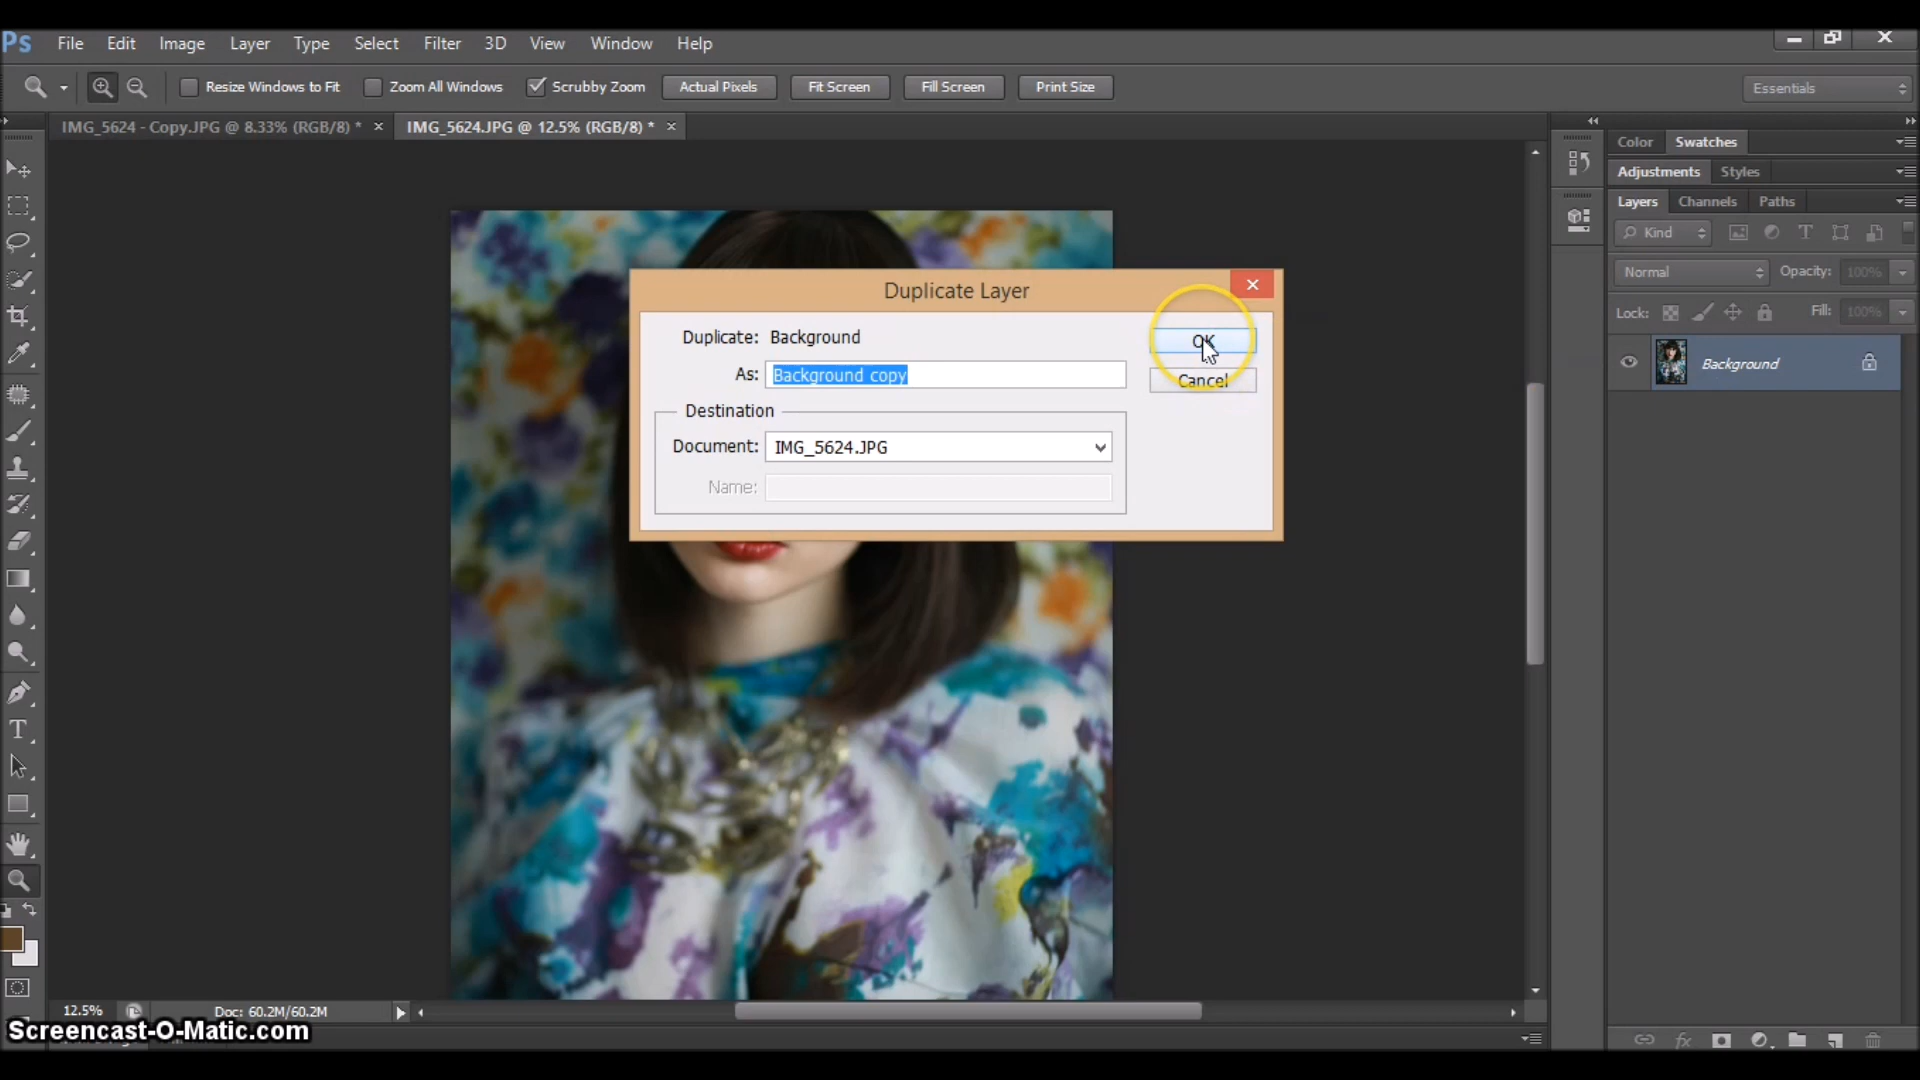 Ps File Edit Image Layer Type Select Filter 3D View Window Help
Resize Windows to Fit Zoom All Windows Scrubby Zoom Actual Pixels Fit Screen Fill Screen Print Size Essentials
IMG_5624 - Copy.JPG @ 8.33% (RGB/8) * × IMG_5624.JPG @ 12.5% (RGB/8) * ×
Color Swatches
Adjustments Styles
Layers Channels Paths
Kind
Normal Opacity: 100%
Lock: Fill: 100%
Background
Duplicate Layer
Duplicate: Background
As: Background copy
OK
Cancel
Destination
Document: IMG_5624.JPG
Name:
12.5% Doc: 60.2M/60.2M
Screencast-O-Matic.com